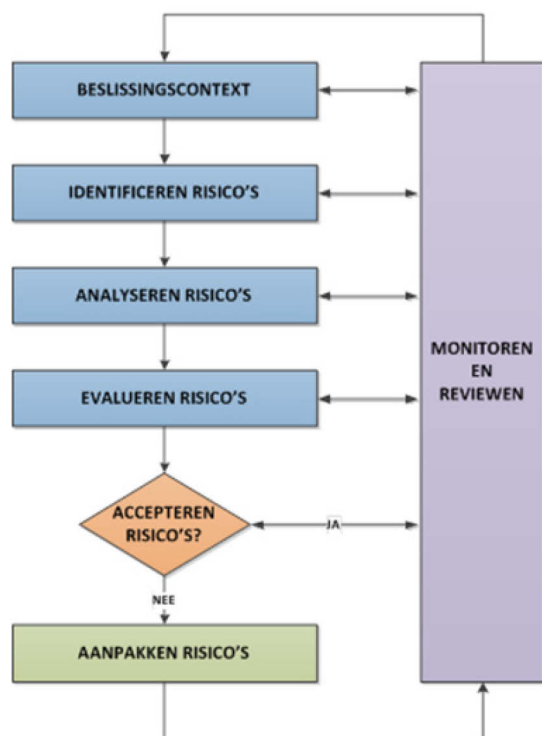 BESLISSINGSCONTEXT
IDENTIFICEREN RISICO'S
ANALYSEREN RISICO'S
EVALUEREN RISICO'S
ACCEPTEREN
RISICO'S?
JA
NEE
AANPAKKEN RISICO'S
MONITOREN
EN
REVIEWEN